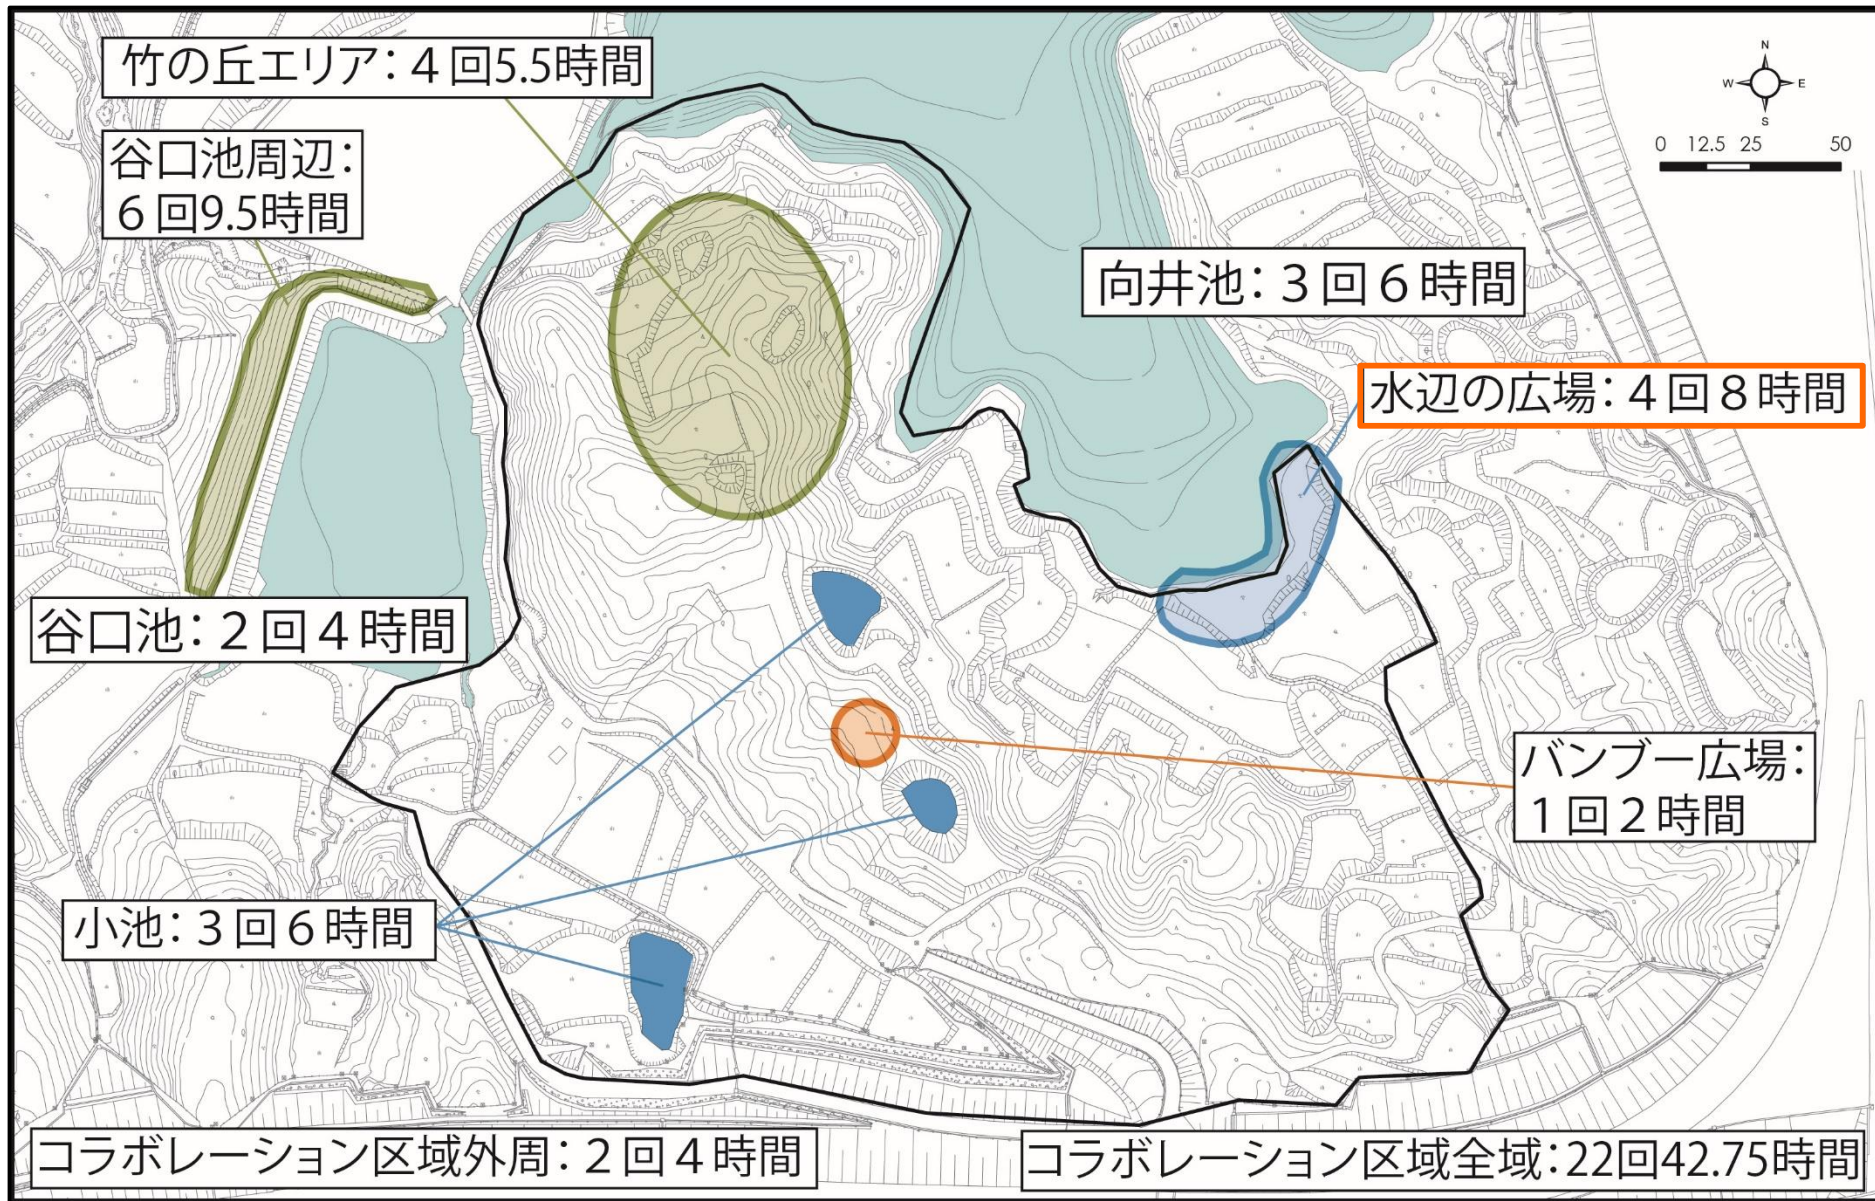 竹の丘エリア：４回5.5時間
N
W E
S
谷口池周辺：
６回9.5時間
0 12.5 25 50
向井池：３回６時間
水辺の広場：４回８時間
谷口池：２回４時間
バンブー広場：
１回２時間
小池：３回６時間
コラボレーション区域外周：２回４時間
コラボレーション区域全域：22回42.75時間